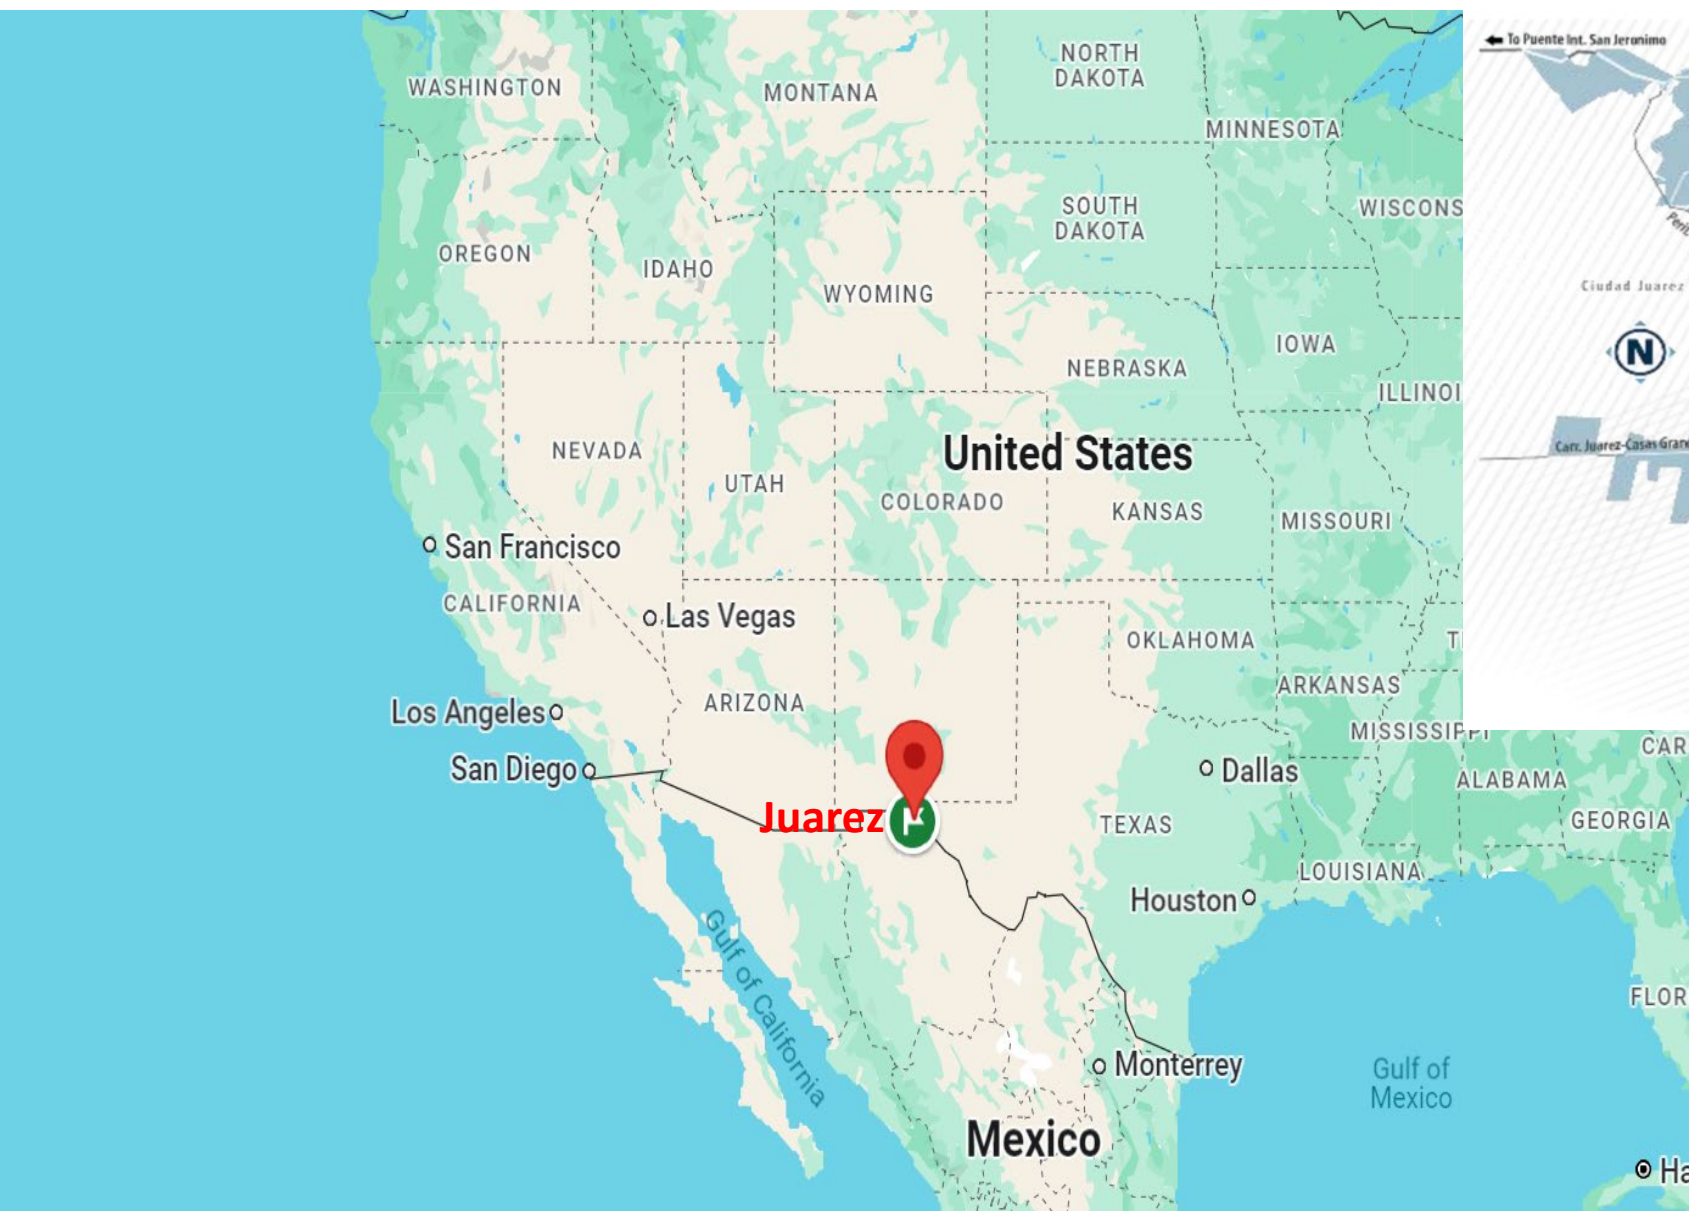 To Puente Int. San Jeronimo
NORTH
DAKOTA
WASHINGTON
MONTANA
MINNESOTA
SOUTH
DAKOTA
WISCONS
OREGON
IDAHO
WYOMING
Ciudad Juarez
IOWA
N
NEBRASKA
ILLINOI
United States
NEVADA
Carr. Juarez-Casas Gran
UTAH
COLORADO
KANSAS
MISSOURI
San Francisco
CALIFORNIA
Las Vegas
OKLAHOMA
T
ARKANSAS
ARIZONA
Los Angeles
MISSISSIPPI
CAR
San Diego
Dallas
ALABAMA
Juarez
TEXAS
GEORGIA
LOUISIANA
Houston
Gulf of California
FLOR
Monterrey
Gulf of
Mexico
Mexico
Ha